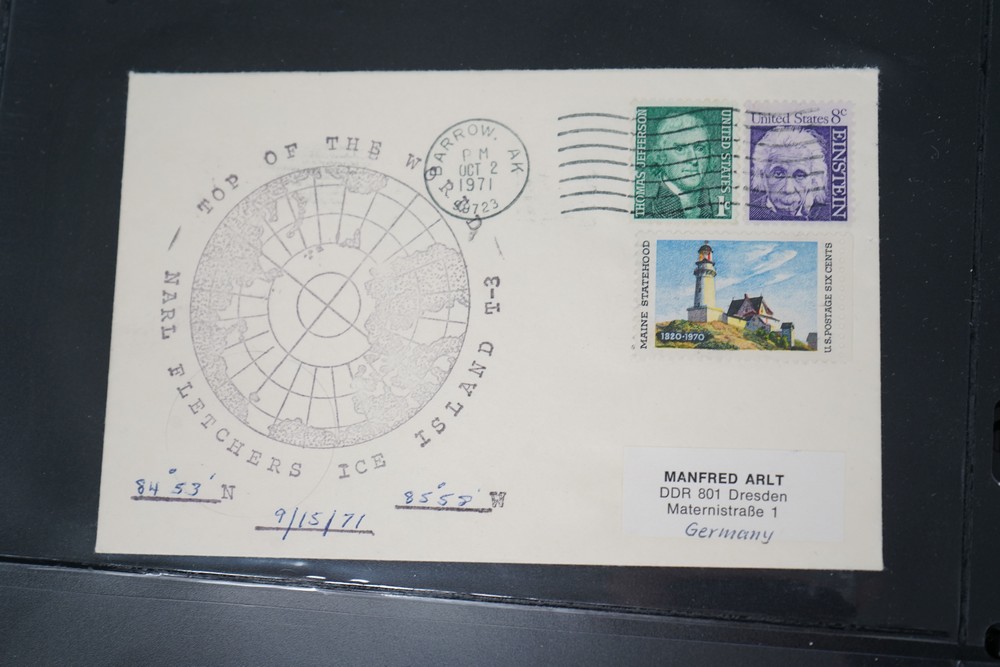 TOP OF THE WORLD
NARL FLETCHERS ICE ISLAND T-3
BARROW, AK
PM
OCT 2
1971
99723
THOMAS JEFFERSON
UNITED STATES 1c
United States 8c
EINSTEIN
MAINE STATEHOOD
1820-1970
U.S. POSTAGE SIX CENTS
84°53' N
85°58' W
9/15/71
MANFRED ARLT
DDR 801 Dresden
Maternistraße 1
Germany